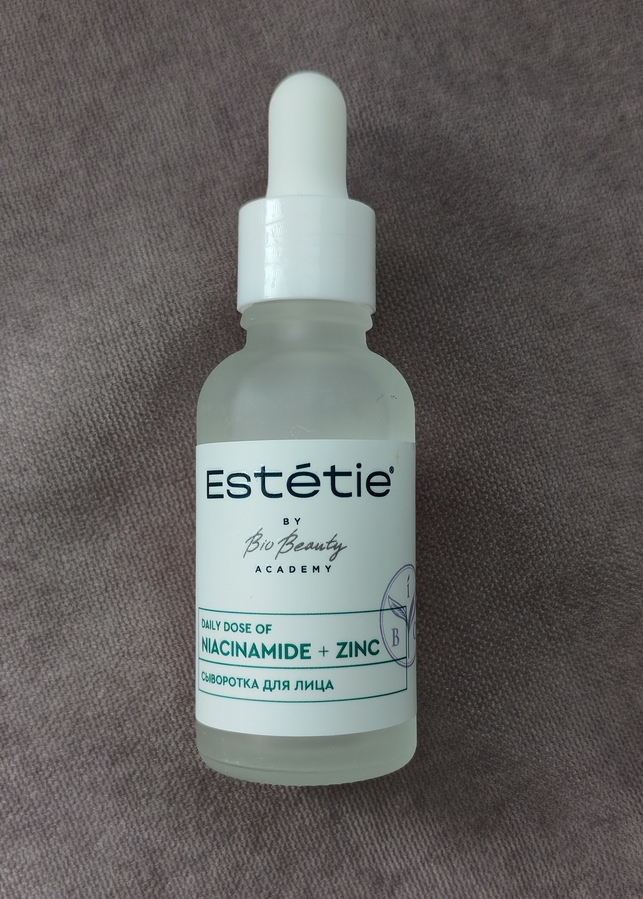 Estétie®
BY
Bio Beauty
ACADEMY
DAILY DOSE OF
NIACINAMIDE + ZINC
СЫВОРОТКА ДЛЯ ЛИЦА
Í
B